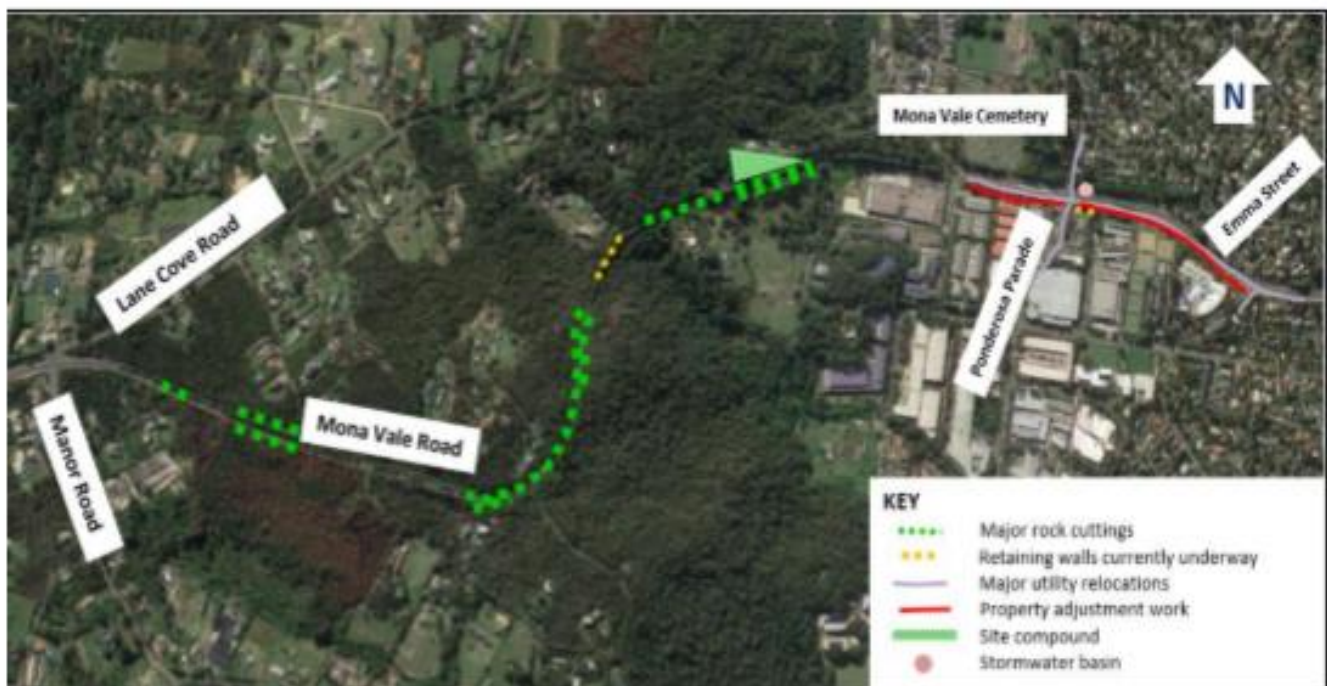 Mona Vale Cemetery
N
Emma Street
Lane Cove Road
Ponderosa Parade
Mona Vale Road
Manor Road
KEY
Major rock cuttings
Retaining walls currently underway
Major utility relocations
Property adjustment work
Site compound
Stormwater basin